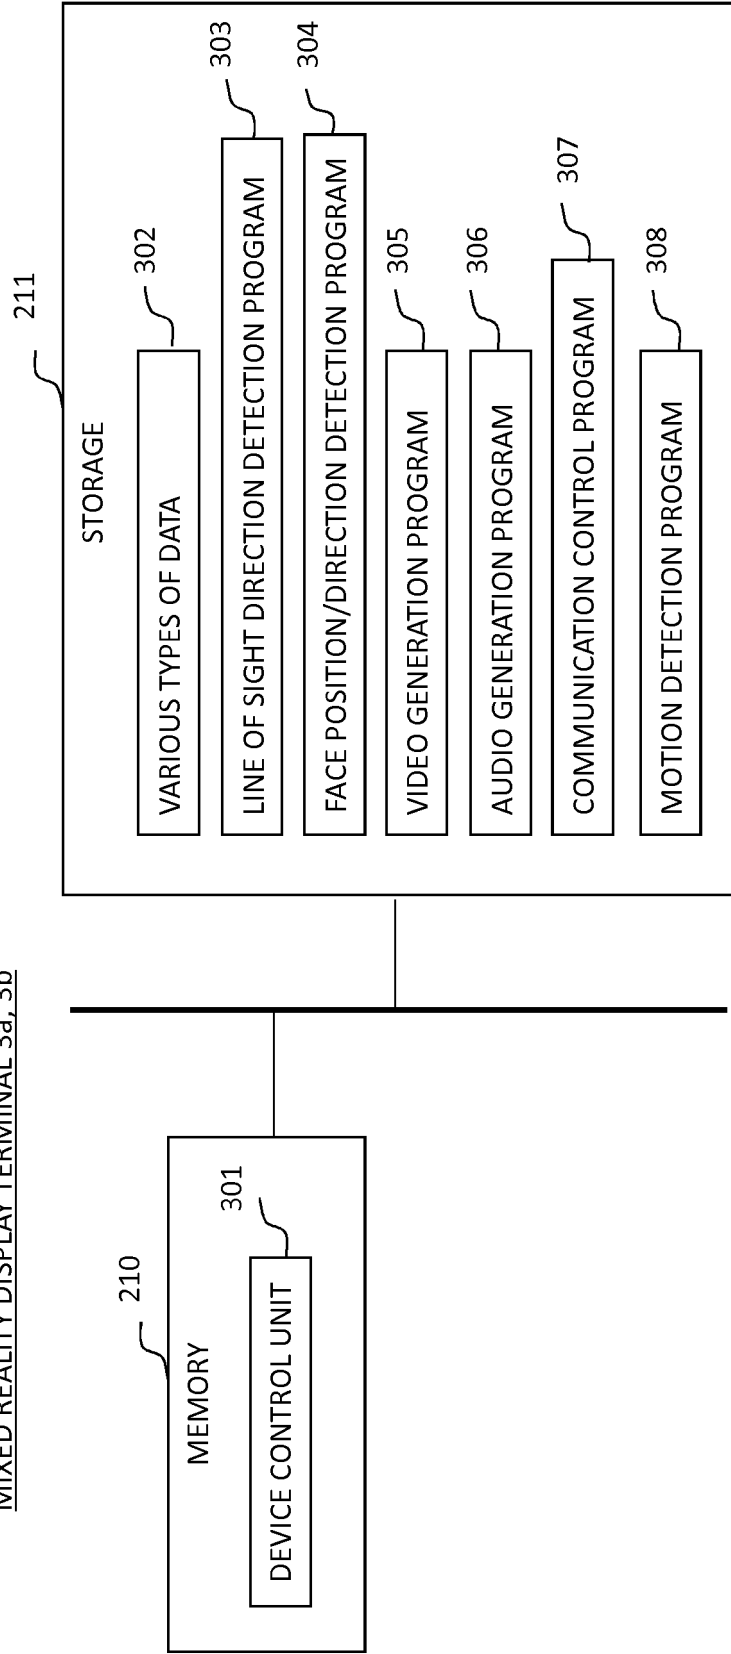 MIXED REALITY DISPLAY TERMINAL 3a, 3b
210
MEMORY
301
DEVICE CONTROL UNIT
211
STORAGE
302
VARIOUS TYPES OF DATA
303
LINE OF SIGHT DIRECTION DETECTION PROGRAM
304
FACE POSITION/DIRECTION DETECTION PROGRAM
305
VIDEO GENERATION PROGRAM
306
AUDIO GENERATION PROGRAM
307
COMMUNICATION CONTROL PROGRAM
308
MOTION DETECTION PROGRAM